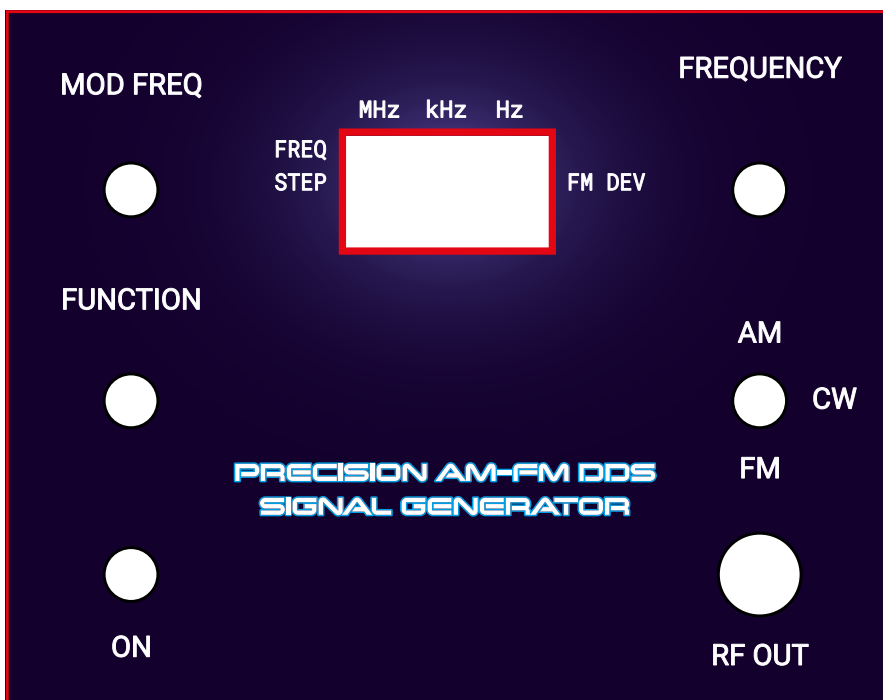 MOD FREQ
FREQUENCY
MHz kHz Hz
FREQ
STEP
FM DEV
FUNCTION
AM
CW
FM
PRECISION AM-FM DDS
SIGNAL GENERATOR
ON
RF OUT